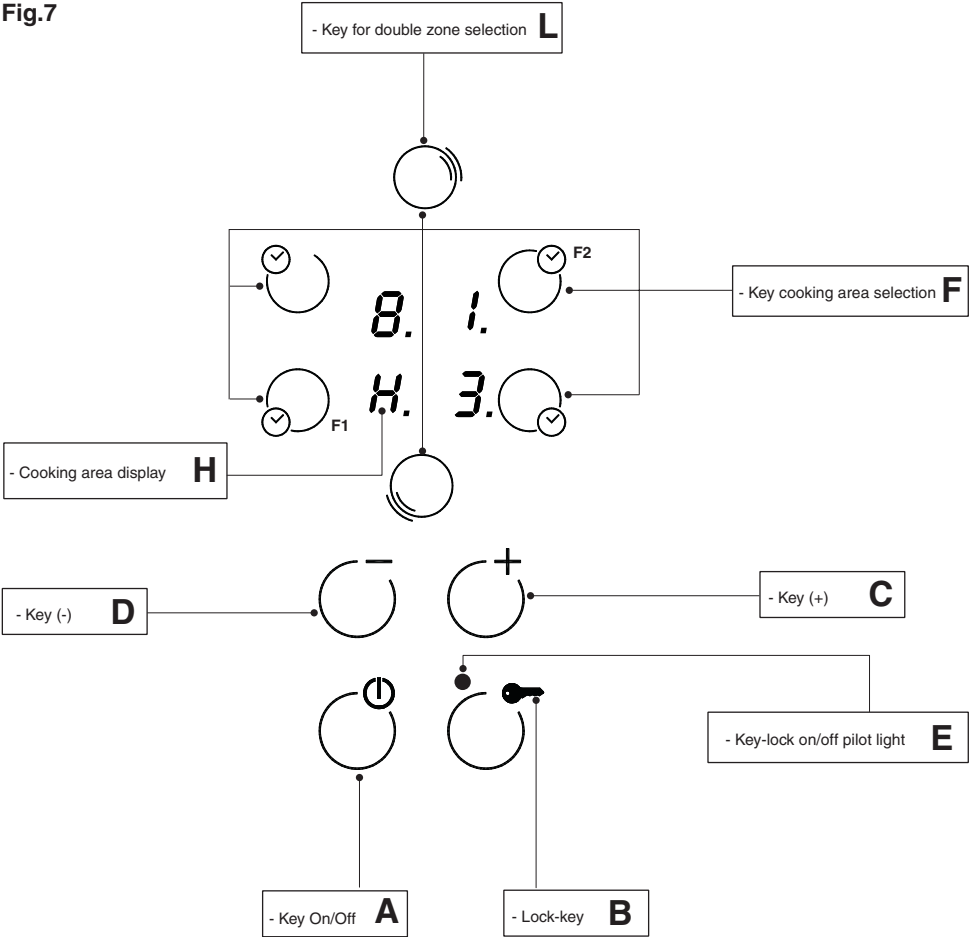 Fig.7
- Key for double zone selection L
F2
- Key cooking area selection F
8. 1.
H. 3.
F1
- Cooking area display H
- Key (-) D
- Key (+) C
- Key-lock on/off pilot light E
- Key On/Off A
- Lock-key B